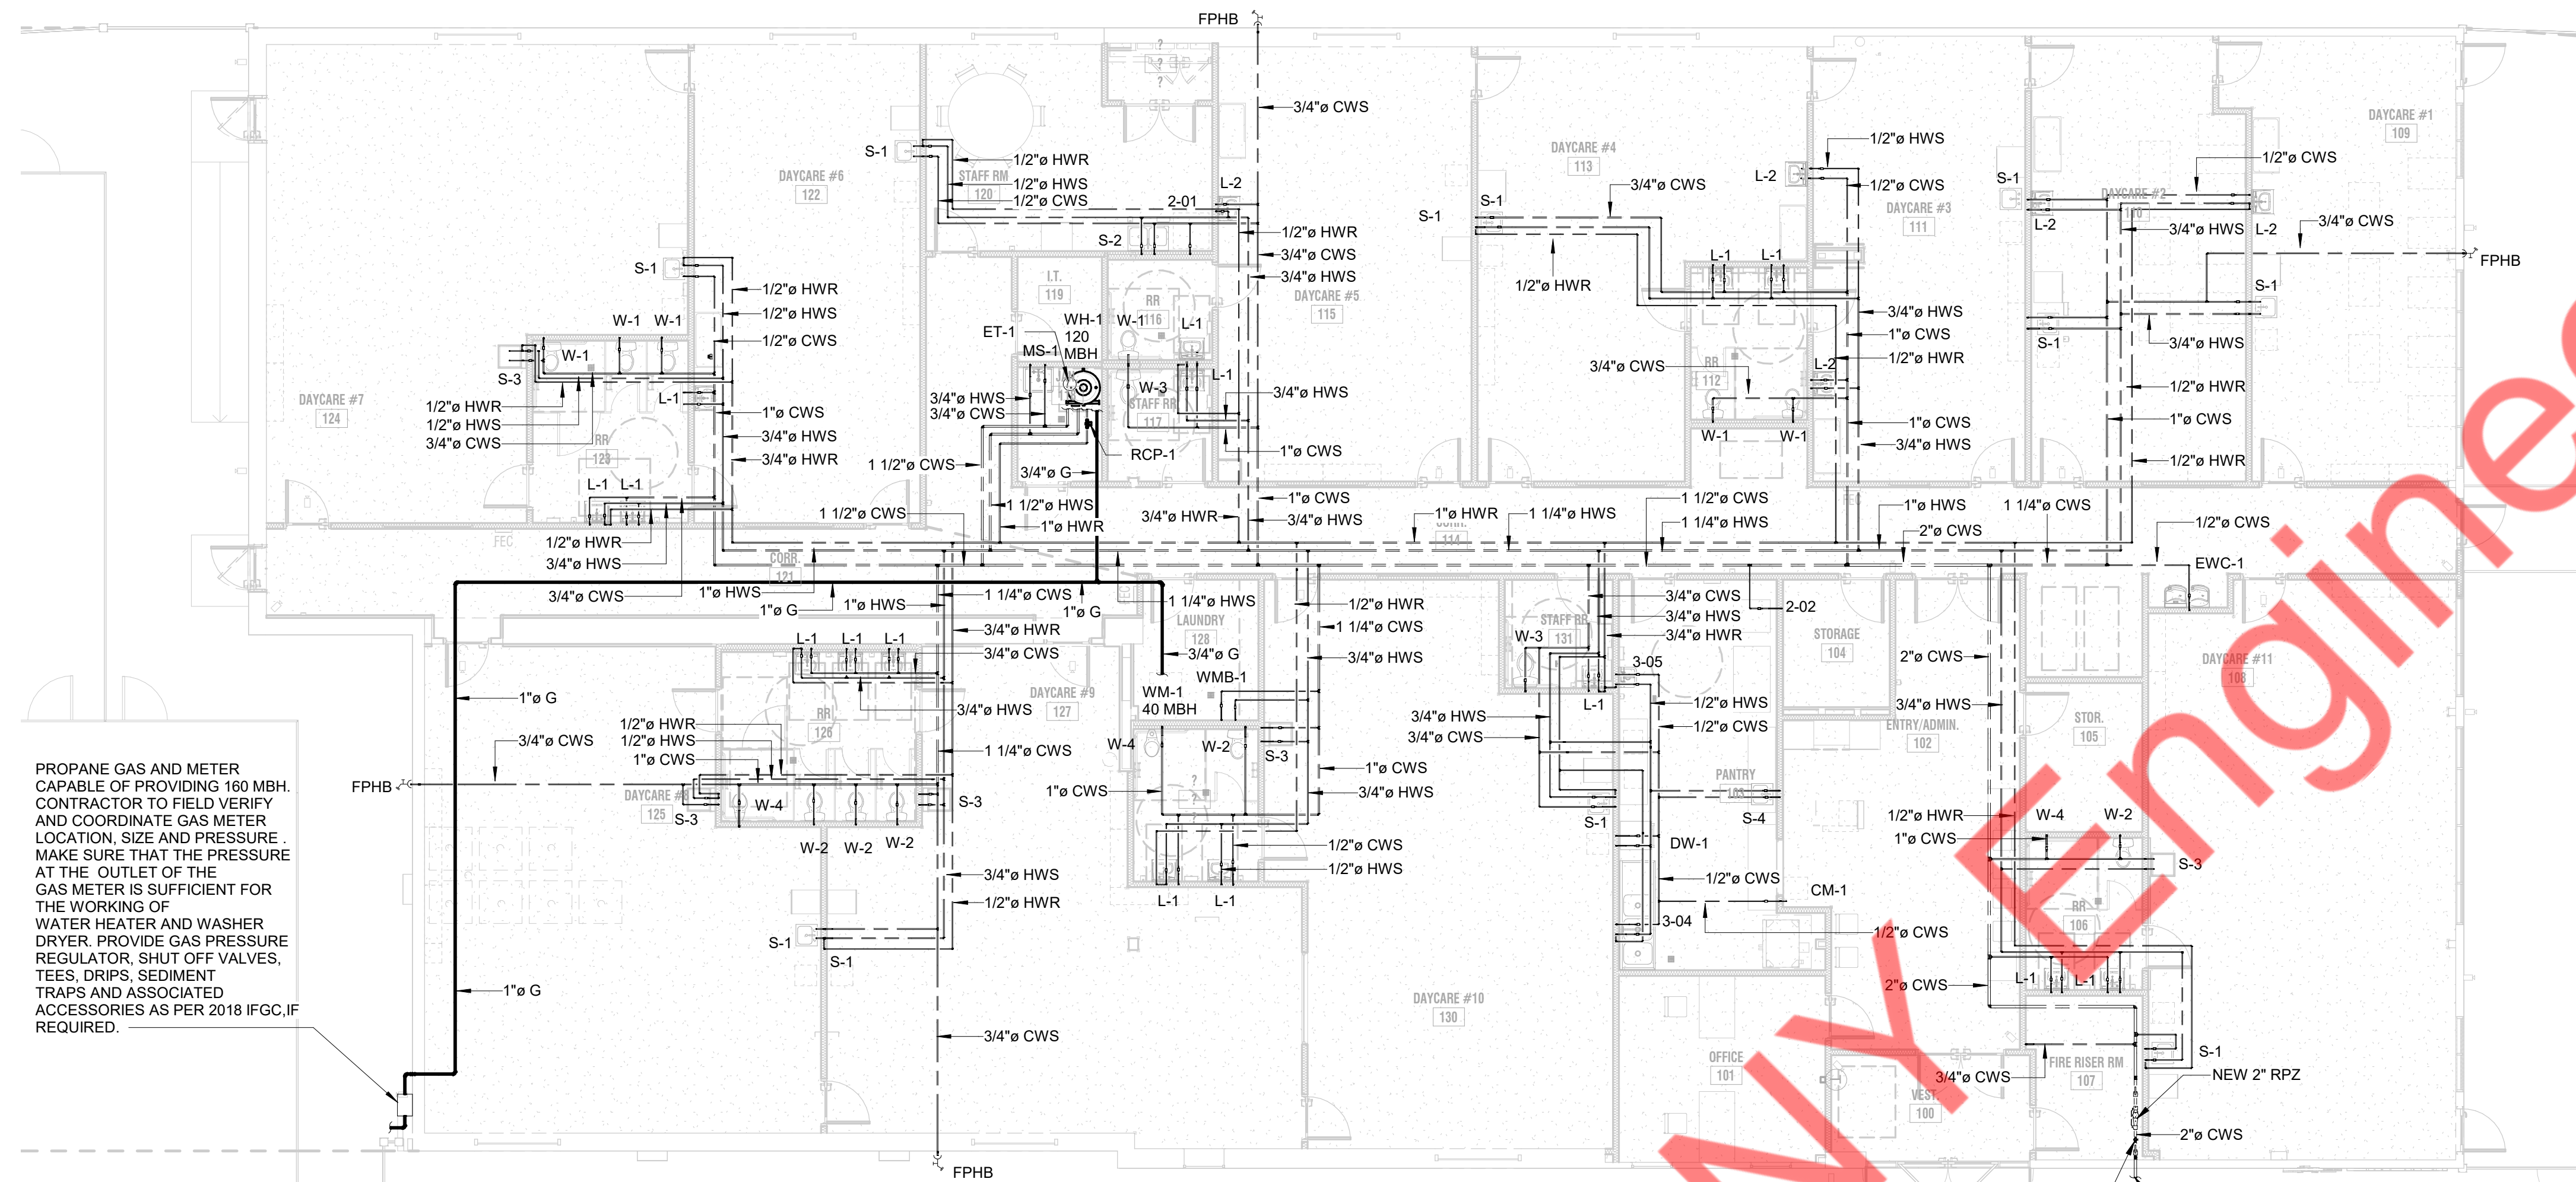 FPHB
3/4"ø CWS
DAYCARE #1
109
1/2"ø HWS
1/2"ø CWS
DAYCARE #4
113
S-1
1/2"ø HWR
STAFF RM
120
1/2"ø HWS
1/2"ø CWS
DAYCARE #6
122
L-2
L-2
1/2"ø CWS
S-1
3/4"ø CWS
2-01
S-1
S-1
DAYCARE #2
110
DAYCARE #3
111
L-2
L-2
3/4"ø CWS
3/4"ø HWS
1/2"ø HWR
S-2
3/4"ø CWS
L-1
L-1
FPHB
S-1
I.T.
119
3/4"ø HWS
1/2"ø HWR
S-1
1/2"ø HWR
DAYCARE #5
115
RR
116
1/2"ø HWS
3/4"ø HWS
W-1
W-1
W-1
L-1
ET-1
WH-1
120
MBH
1"ø CWS
1/2"ø CWS
S-1
3/4"ø HWS
MS-1
W-1
1/2"ø HWR
3/4"ø CWS
RR
112
L-2
S-3
L-1
W-3
STAFF RR
117
1/2"ø HWR
DAYCARE #7
124
3/4"ø HWS
3/4"ø HWS
L-1
1/2"ø HWR
1/2"ø HWS
3/4"ø CWS
3/4"ø CWS
1"ø CWS
1"ø CWS
1"ø CWS
RR
123
3/4"ø HWS
W-1
W-1
3/4"ø HWS
1"ø CWS
RCP-1
3/4"ø HWR
1 1/2"ø CWS
3/4"ø G
1/2"ø HWR
L-1
L-1
1"ø CWS
1 1/2"ø CWS
1 1/2"ø HWS
1"ø HWS
1 1/4"ø CWS
1 1/2"ø CWS
3/4"ø HWR
3/4"ø HWS
1"ø HWR
1 1/4"ø HWS
1 1/4"ø HWS
2"ø CWS
1/2"ø CWS
1"ø HWR
CORR.
114
FEC
1/2"ø HWR
3/4"ø HWS
CORR.
121
EWC-1
3/4"ø CWS
1"ø HWS
1"ø G
1"ø HWS
1 1/4"ø CWS
1"ø G
1 1/4"ø HWS
1/2"ø HWR
3/4"ø CWS
2-02
LAUNDRY
128
3/4"ø HWS
1 1/4"ø CWS
3/4"ø HWR
STAFF RR
131
3/4"ø HWR
STORAGE
104
L-1
L-1
L-1
W-3
3/4"ø CWS
3/4"ø G
3/4"ø HWS
2"ø CWS
DAYCARE #11
108
3-05
WMB-1
1"ø G
DAYCARE #9
127
WM-1
40 MBH
3/4"ø HWS
L-1
1/2"ø HWS
3/4"ø HWS
RR
126
1/2"ø HWR
1/2"ø HWS
1"ø CWS
3/4"ø HWS
3/4"ø CWS
1/2"ø CWS
ENTRY/ADMIN.
102
STOR.
105
3/4"ø CWS
1 1/4"ø CWS
W-4
W-2
S-3
1"ø CWS
PANTRY
103
PROPANE GAS AND METER
CAPABLE OF PROVIDING 160 MBH.
CONTRACTOR TO FIELD VERIFY
AND COORDINATE GAS METER
LOCATION, SIZE AND PRESSURE .
MAKE SURE THAT THE PRESSURE
AT THE OUTLET OF THE
GAS METER IS SUFFICIENT FOR
THE WORKING OF
WATER HEATER AND WASHER
DRYER. PROVIDE GAS PRESSURE
REGULATOR, SHUT OFF VALVES,
TEES, DRIPS, SEDIMENT
TRAPS AND ASSOCIATED
ACCESSORIES AS PER 2018 IFGC,IF
REQUIRED.
FPHB
DAYCARE #8
125
S-3
W-4
S-3
1"ø CWS
3/4"ø HWS
S-1
S-4
1/2"ø HWR
W-4
W-2
1"ø CWS
W-2
W-2
W-2
1/2"ø CWS
DW-1
S-3
3/4"ø HWS
1/2"ø HWS
1/2"ø CWS
CM-1
1/2"ø HWR
L-1
L-1
3-04
RR
106
1/2"ø CWS
S-1
S-1
L-1
L-1
1"ø G
2"ø CWS
DAYCARE #10
130
3/4"ø CWS
OFFICE
101
S-1
FIRE RISER RM
107
3/4"ø CWS
NEW 2" RPZ
VEST.
100
2"ø CWS
FPHB
NY Engineer